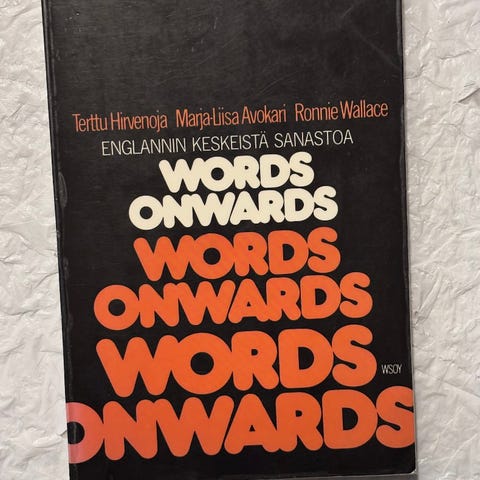 Terttu Hirvenoja Marja-Liisa Avokari Ronnie Wallace
ENGLANNIN KESKEISTÄ SANASTOA
WORDS
ONWARDS
WORDS
ONWARDS
WORDS
WSOY
ONWARDS